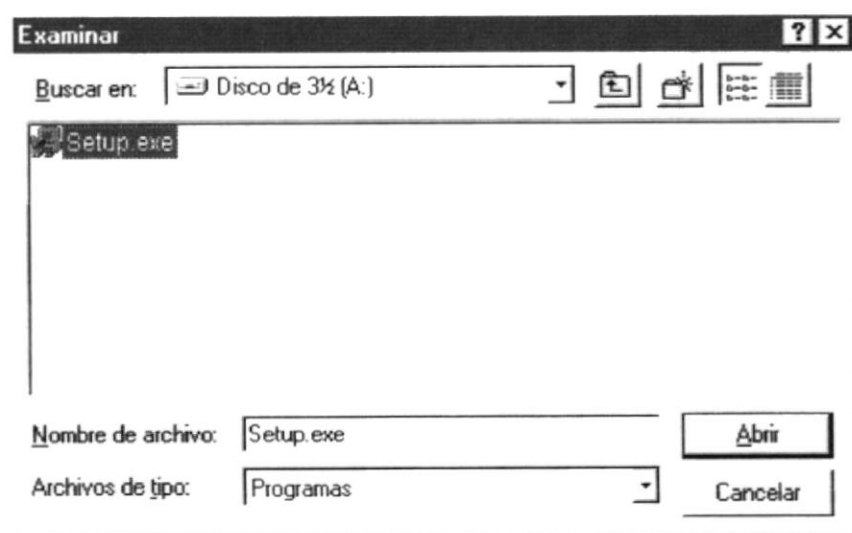 Examinar
Buscar en: Disco de 3½ (A:)
Setup.exe
Nombre de archivo: Setup.exe Abrir
Archivos de tipo: Programas Cancelar